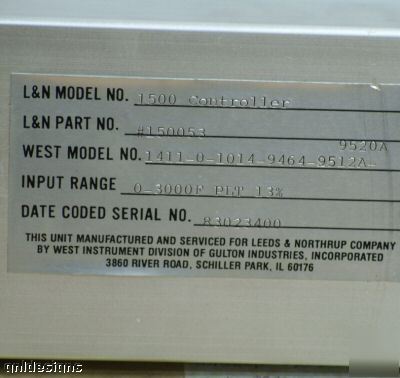 L&N MODEL NO. 1500 Controller
L&N PART NO. #150053
9520A
WEST MODEL NO. 1411-0-1014-9464-9512A-
INPUT RANGE 0-3000F PLT 13%
DATE CODED SERIAL NO. 83023400
THIS UNIT MANUFACTURED AND SERVICED FOR LEEDS & NORTHRUP COMPANY
BY WEST INSTRUMENT DIVISION OF GULTON INDUSTRIES, INCORPORATED
3860 RIVER ROAD, SCHILLER PARK, IL 60176
qnldesigns